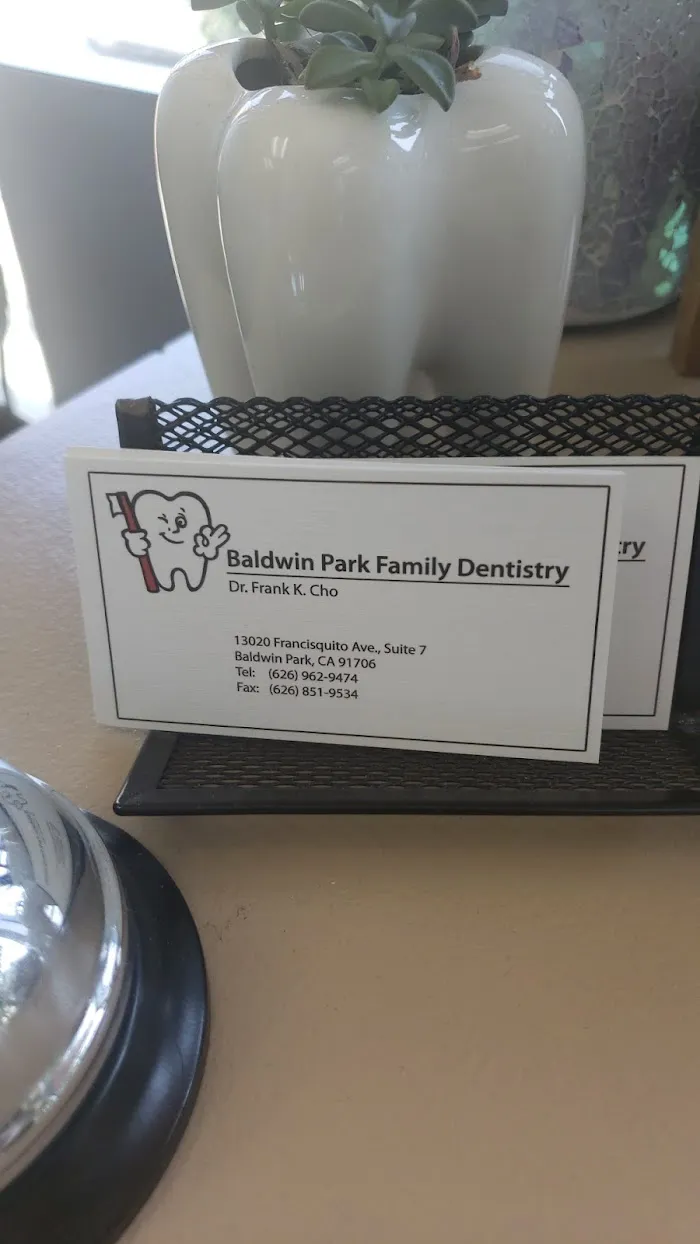 Baldwin Park Family Dentistry
Dr. Frank K. Cho
13020 Francisquito Ave., Suite 7
Baldwin Park, CA 91706
Tel: (626) 962-9474
Fax: (626) 851-9534
try